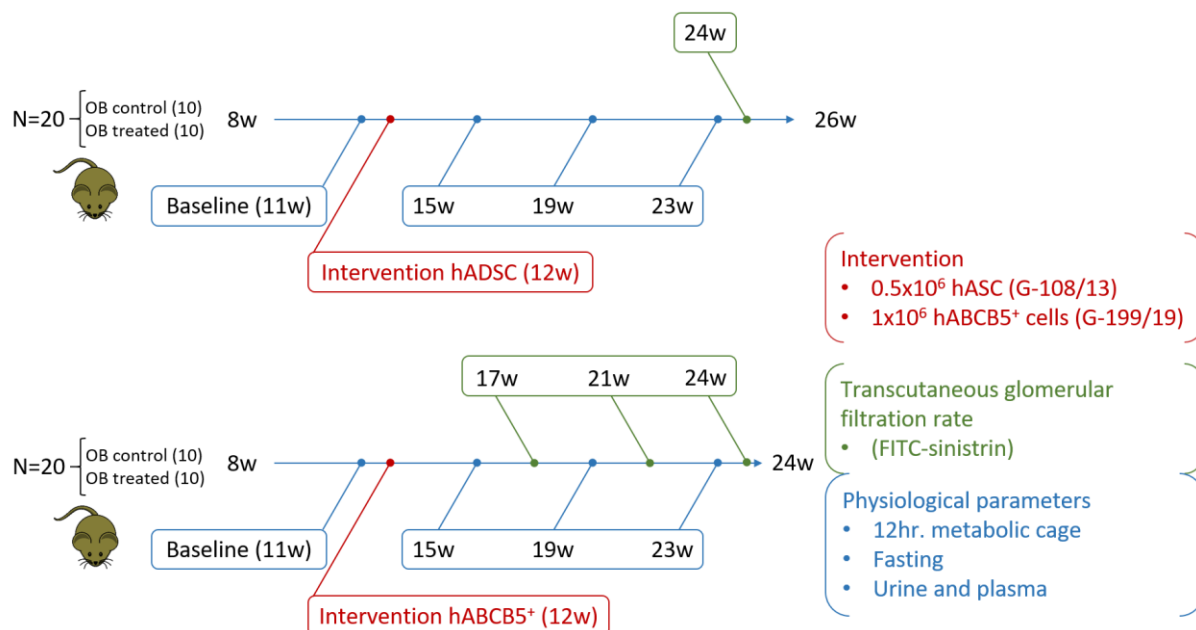 24w
N=20
OB control (10)
OB treated (10)
8w
26w
Baseline (11w)
15w 19w 23w
Intervention hADSC (12w)
Intervention
• 0.5x10⁶ hASC (G-108/13)
• 1x10⁶ hABCB5⁺ cells (G-199/19)
17w 21w 24w
N=20
OB control (10)
OB treated (10)
8w
24w
Baseline (11w)
15w 19w 23w
Intervention hABCB5⁺ (12w)
Transcutaneous glomerular
filtration rate
• (FITC-sinistrin)
Physiological parameters
• 12hr. metabolic cage
• Fasting
• Urine and plasma